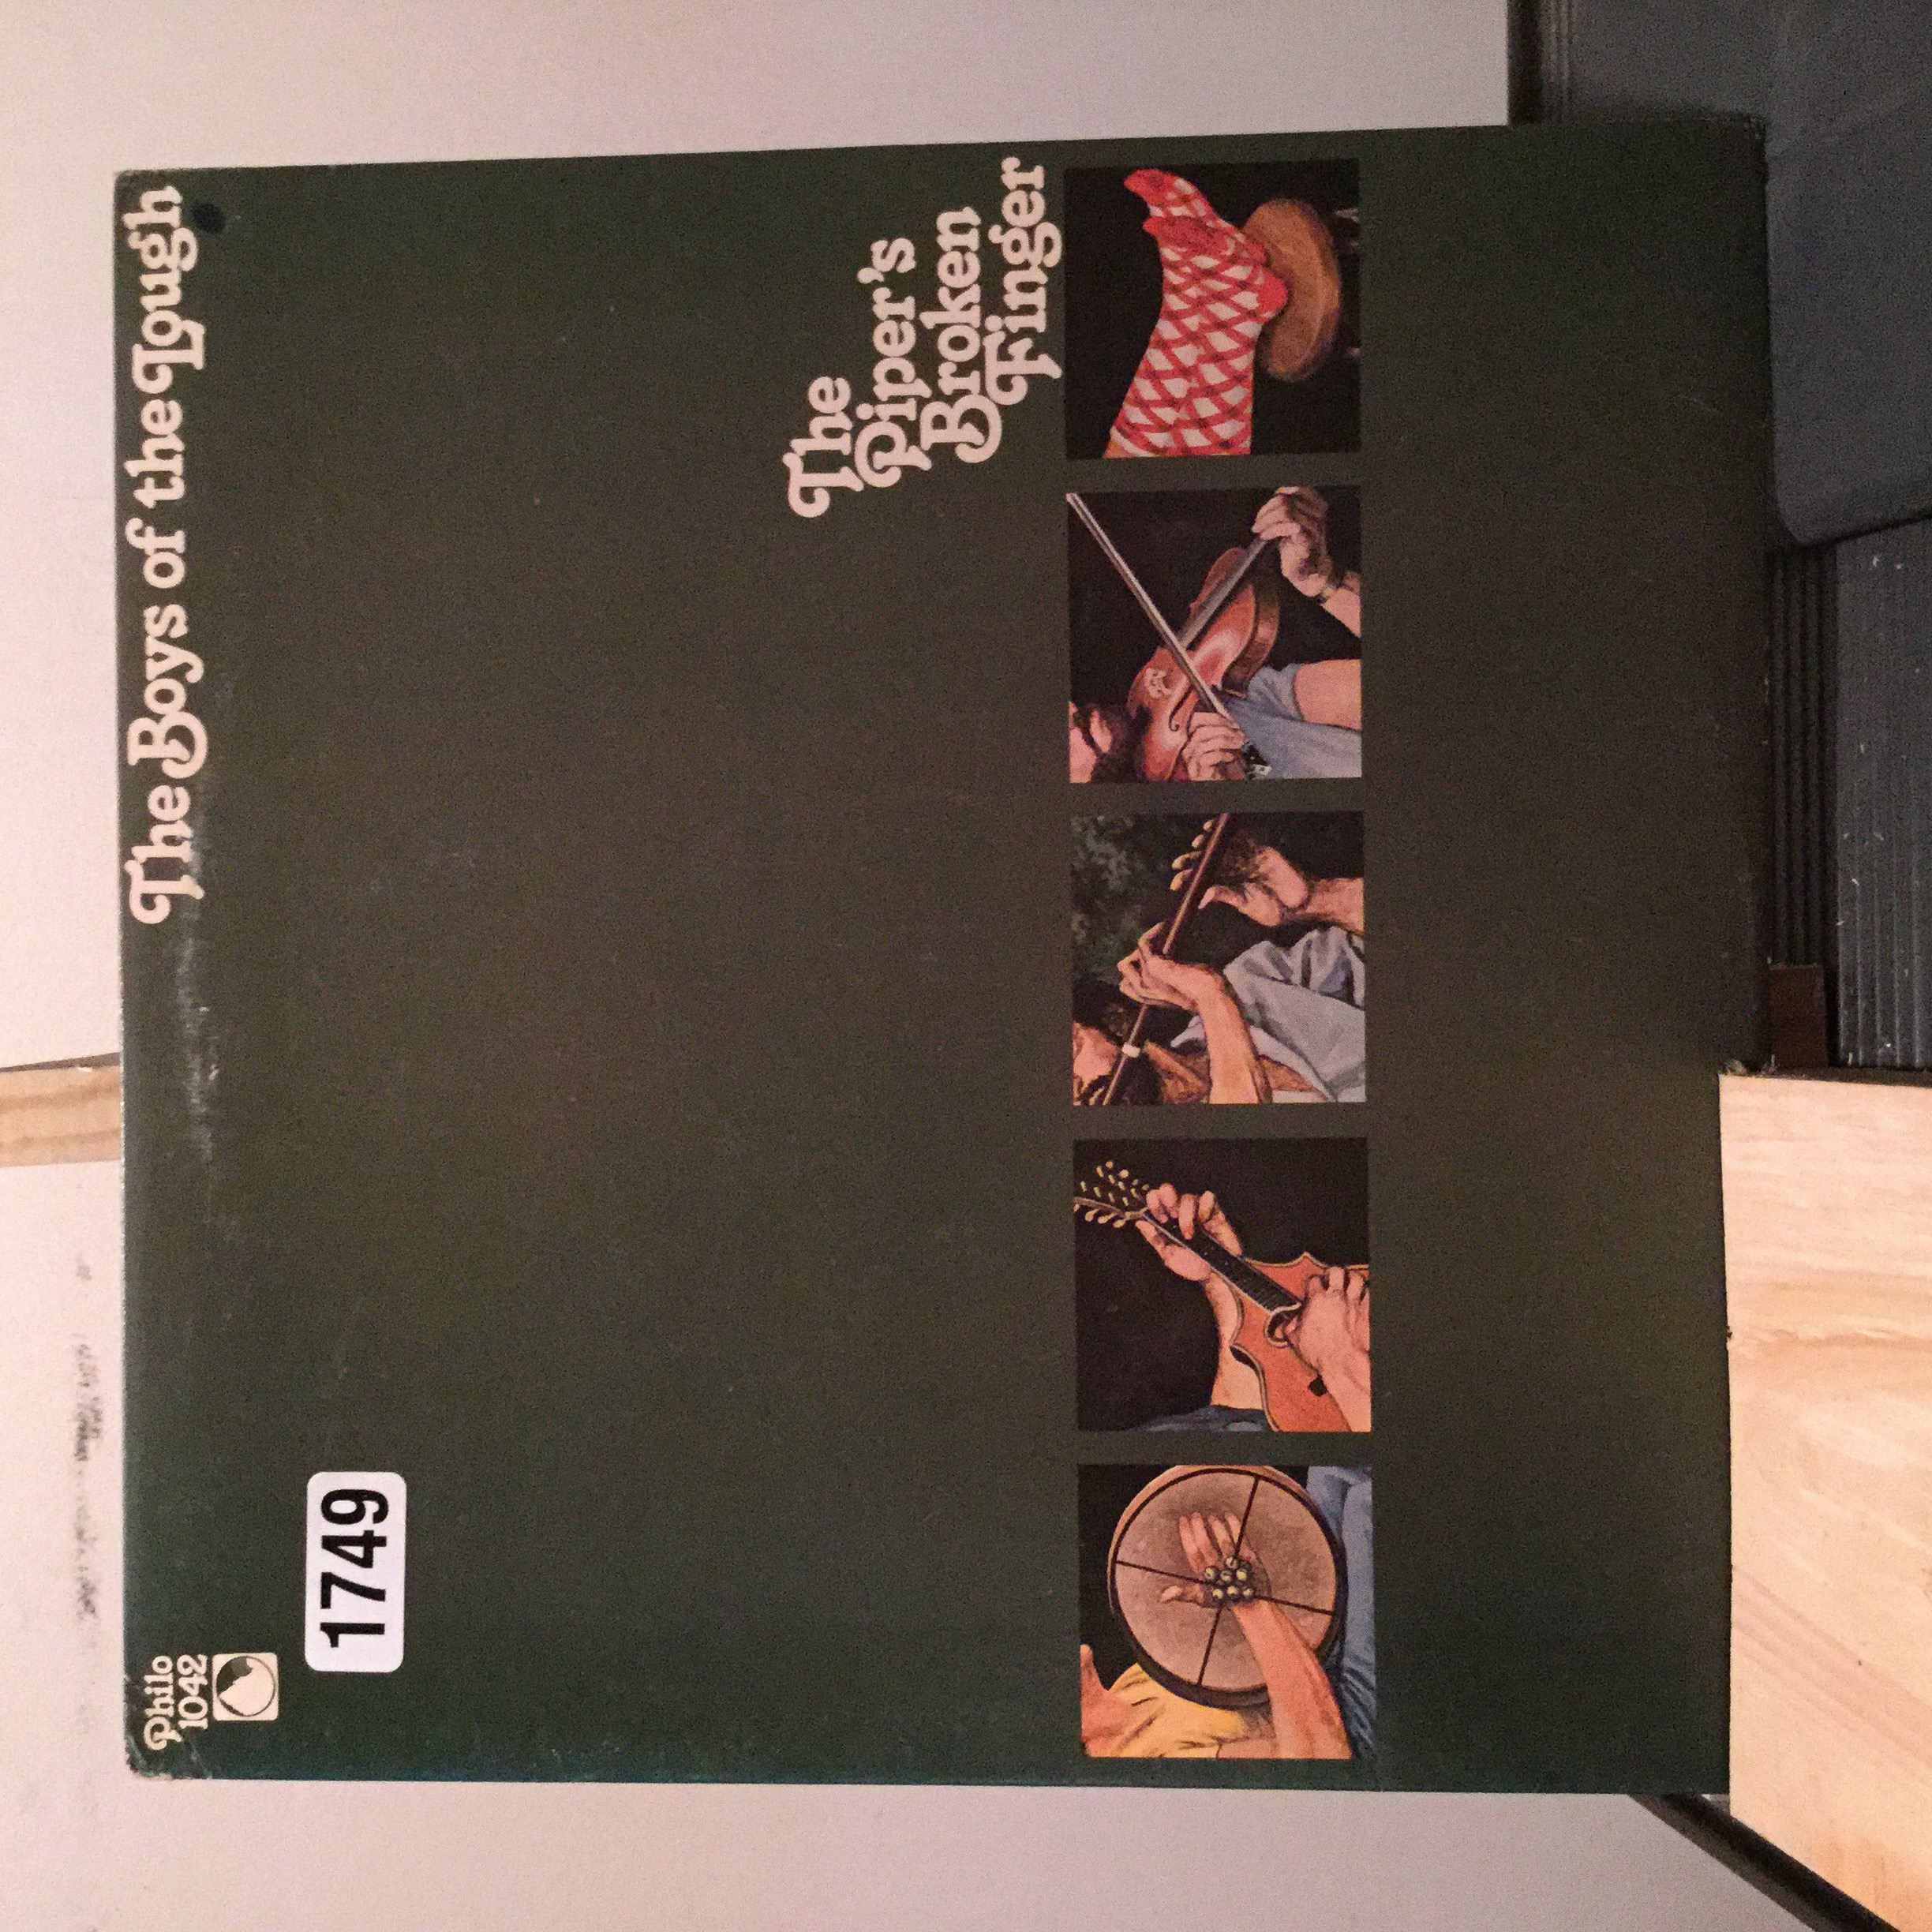 Philo
1042
The Boys of the Lough
1749
The
Piper's
Broken
Finger